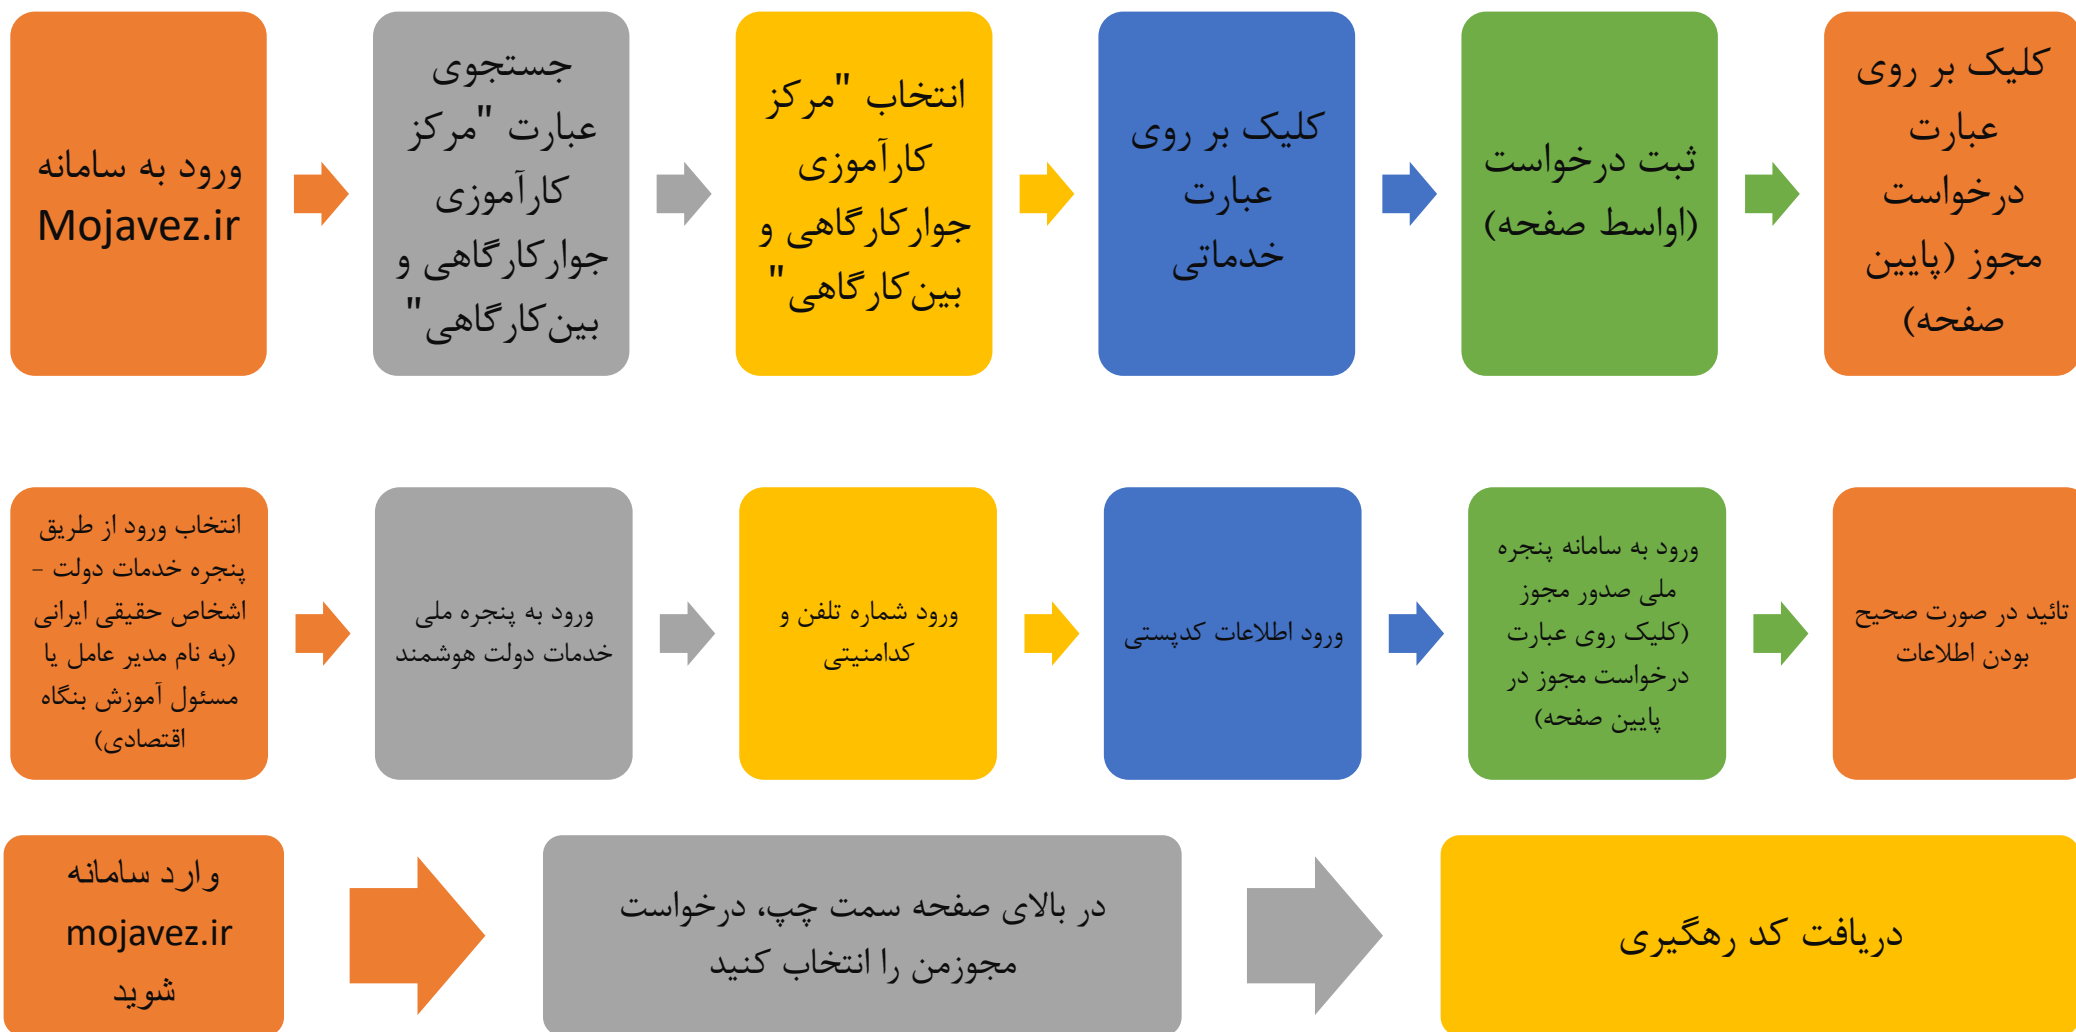 ورود به سامانه
Mojavez.ir
جستجوی
عبارت "مرکز
کارآموزی
جوارکارگاهی و
بین‌کارگاهی"
انتخاب "مرکز
کارآموزی
جوارکارگاهی و
بین‌کارگاهی"
کلیک بر روی
عبارت
خدماتی
ثبت درخواست
(اواسط صفحه)
کلیک بر روی
عبارت
درخواست
مجوز (پایین
صفحه)
انتخاب ورود از طریق
پنجره خدمات دولت –
اشخاص حقیقی ایرانی
(به نام مدیر عامل یا
مسئول آموزش بنگاه
اقتصادی)
ورود به پنجره ملی
خدمات دولت هوشمند
ورود شماره تلفن و
کدامنیتی
ورود اطلاعات کدپستی
ورود به سامانه پنجره
ملی صدور مجوز
(کلیک روی عبارت
درخواست مجوز در
پایین صفحه)
تائید در صورت صحیح
بودن اطلاعات
وارد سامانه
mojavez.ir
شوید
در بالای صفحه سمت چپ، درخواست
مجوزمن را انتخاب کنید
دریافت کد رهگیری